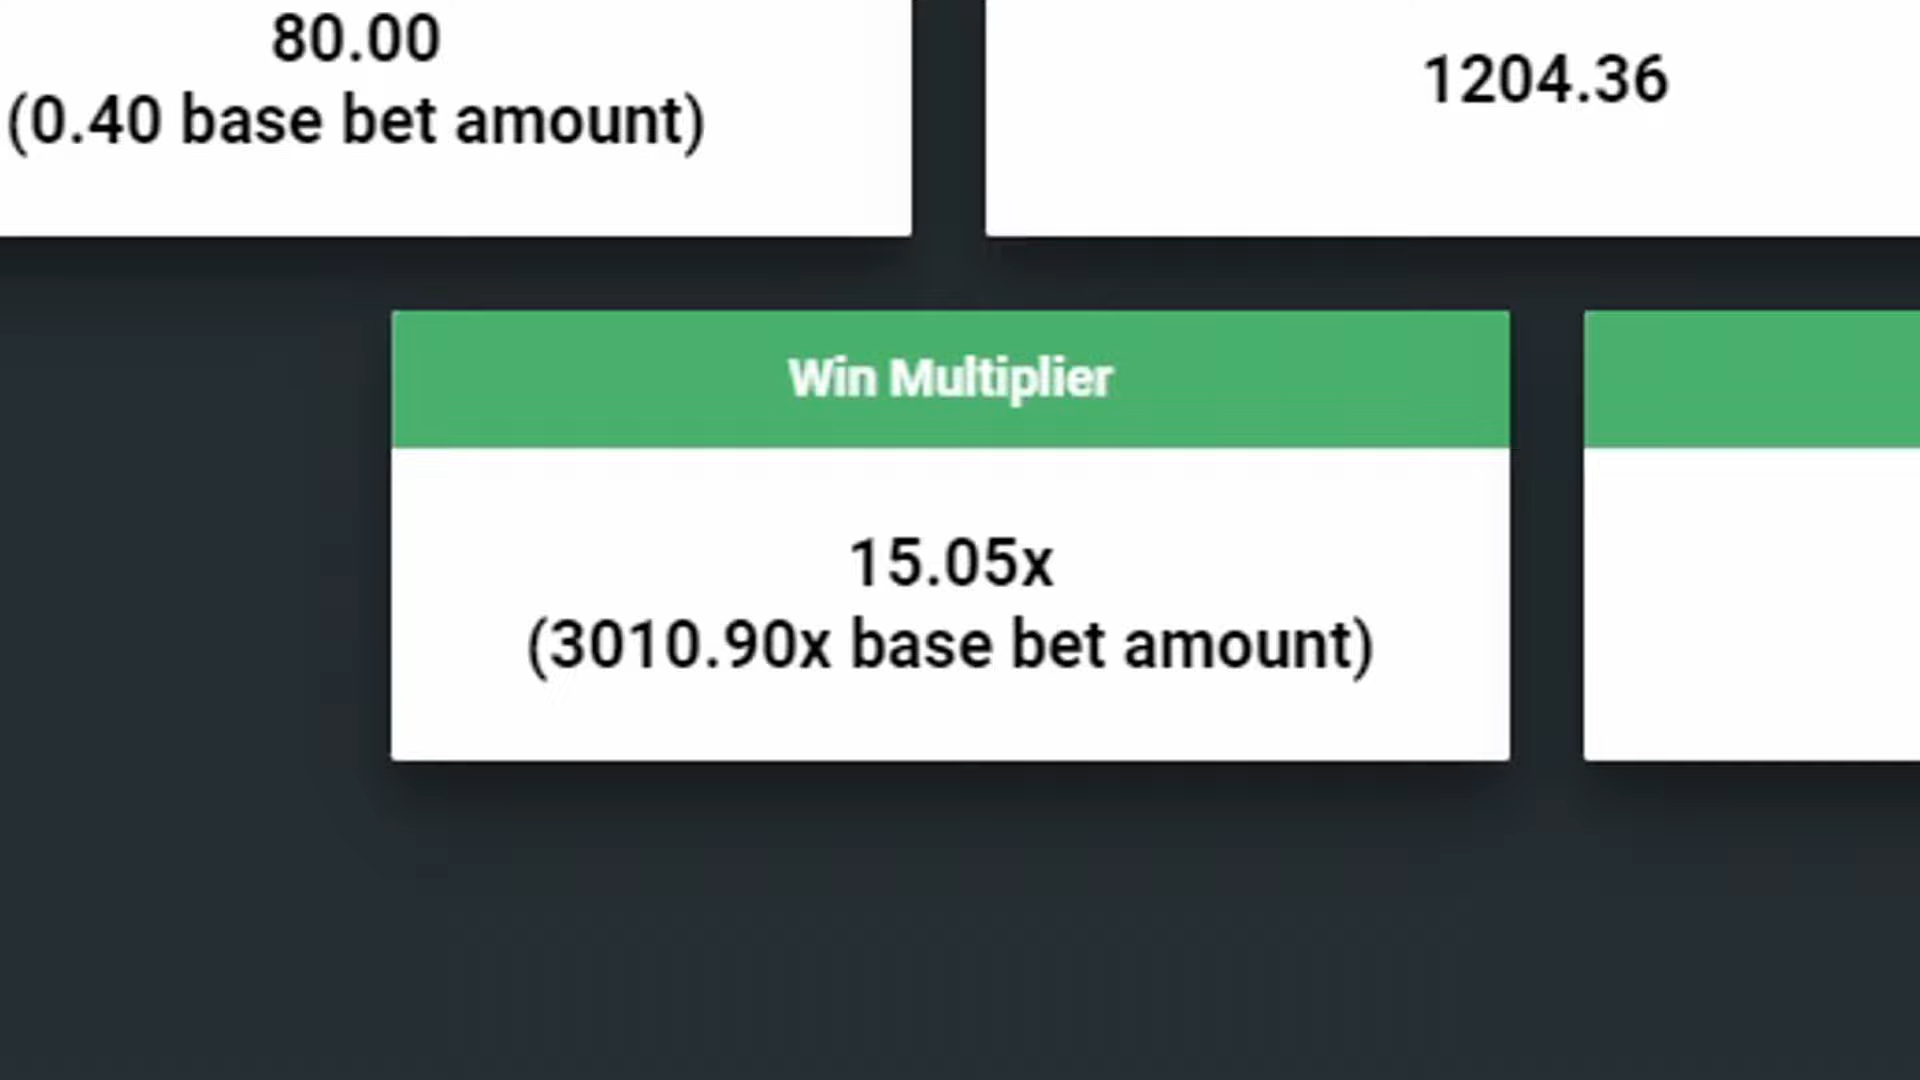 80.00
(0.40 base bet amount)
1204.36
Win Multiplier
15.05x
(3010.90x base bet amount)